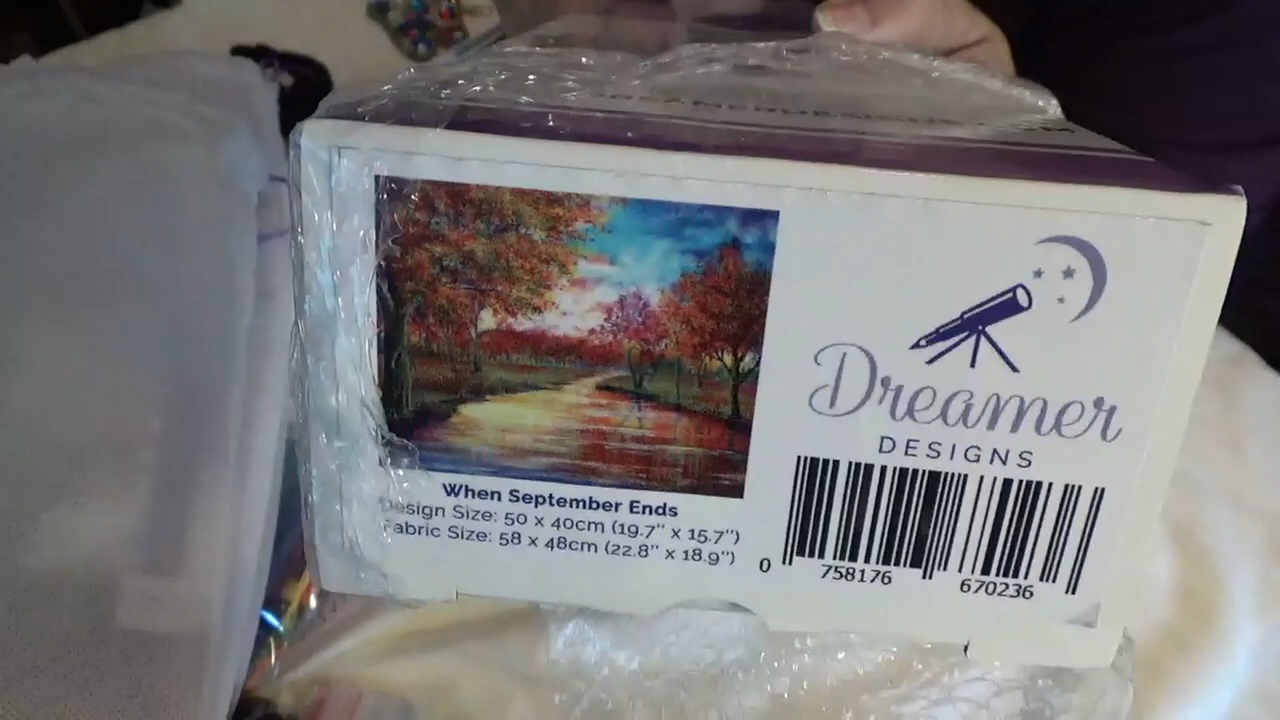 When September Ends
Design Size: 50 x 40cm (19.7" x 15.7")
Fabric Size: 58 x 48cm (22.8" x 18.9")
Dreamer
DESIGNS
0 758176 670236